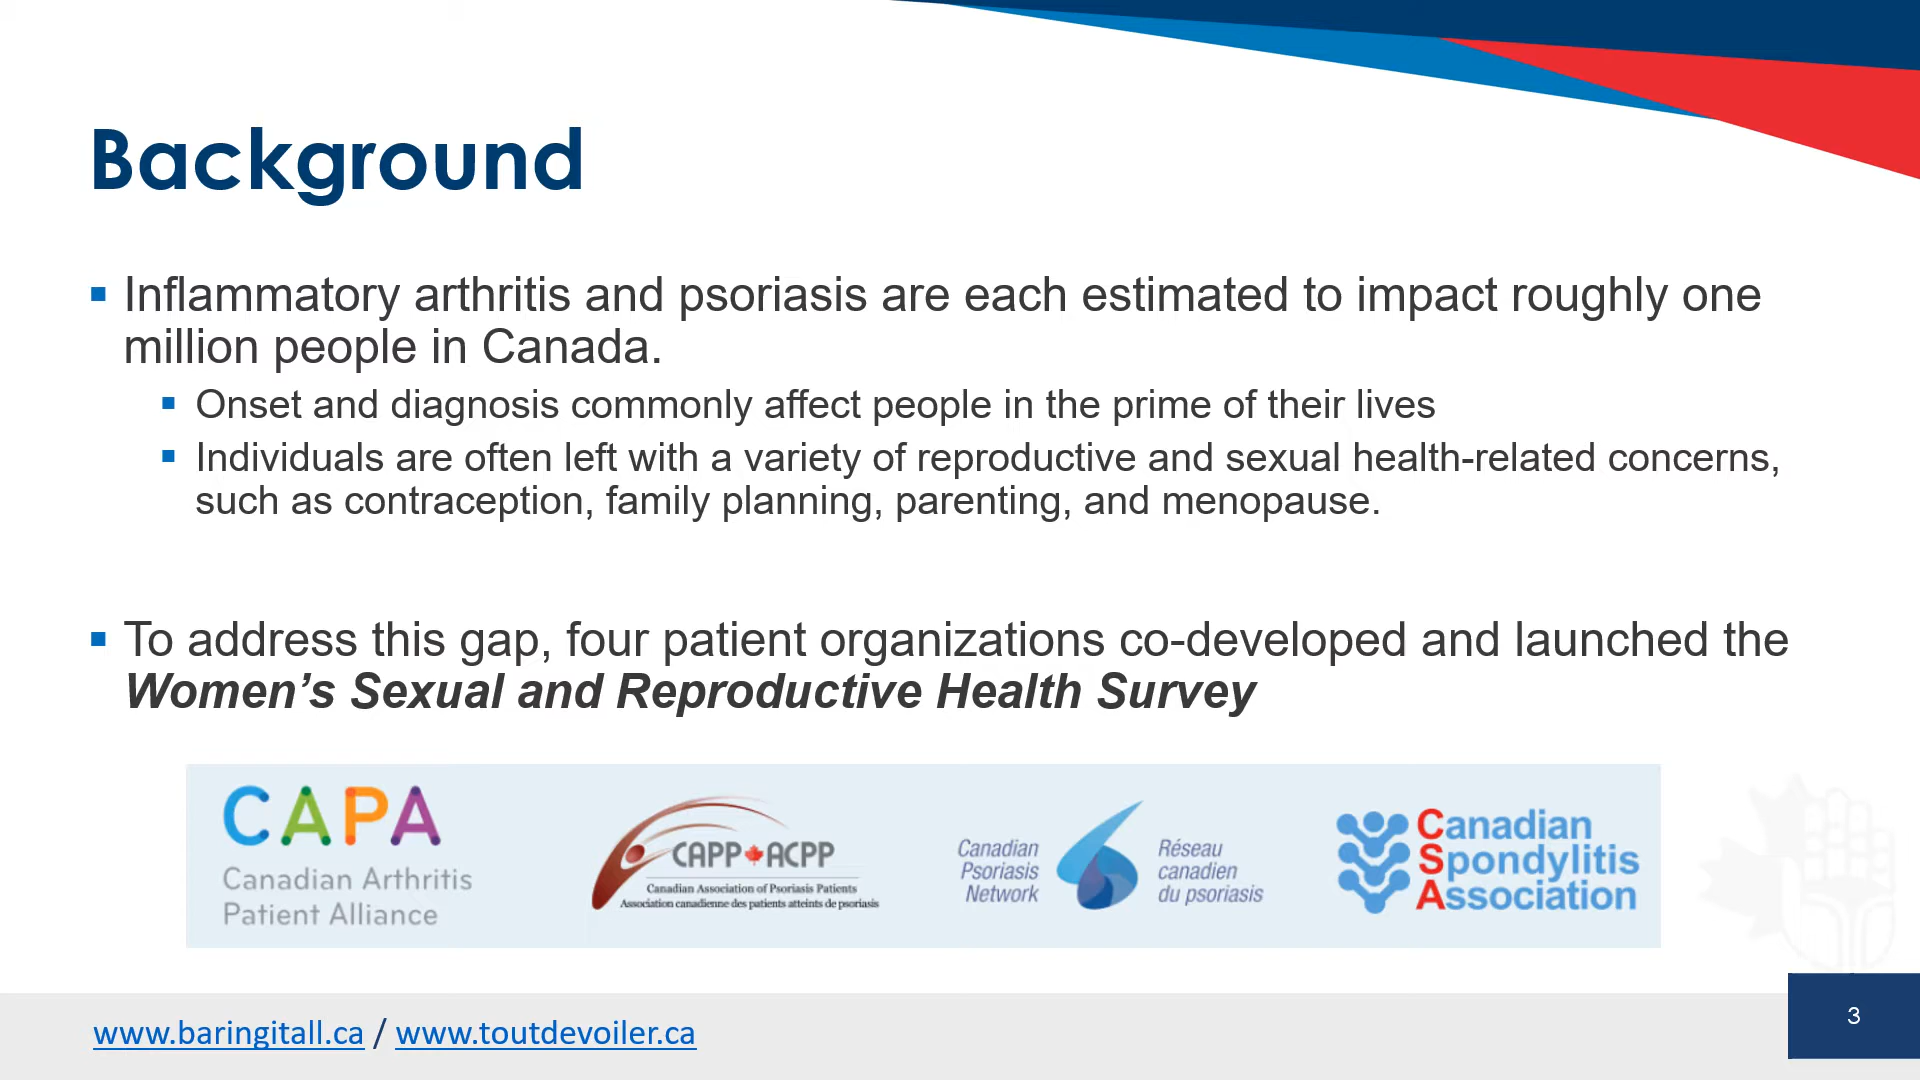 Background
Inflammatory arthritis and psoriasis are each estimated to impact roughly one
million people in Canada.
Onset and diagnosis commonly affect people in the prime of their lives
Individuals are often left with a variety of reproductive and sexual health-related concerns,
such as contraception, family planning, parenting, and menopause.
To address this gap, four patient organizations co-developed and launched the
Women’s Sexual and Reproductive Health Survey
CAPA
Canadian Arthritis
Patient Alliance
CAPP ACPP
Canadian Association of Psoriasis Patients
Association canadienne des patients atteints de psoriasis
Canadian
Psoriasis
Network
Réseau
canadien
du psoriasis
Canadian
Spondylitis
Association
www.baringitall.ca / www.toutdevoiler.ca
3